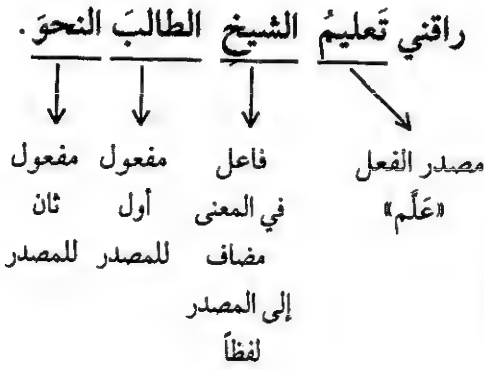 راقني تَعليمُ الشيخِ الطالبَ النحوَ.
مصدر الفعل فاعل مفعول مفعول
«عَلَّم» في المعنى أول ثان
مضاف للمصدر للمصدر
إلى المصدر
لفظاً